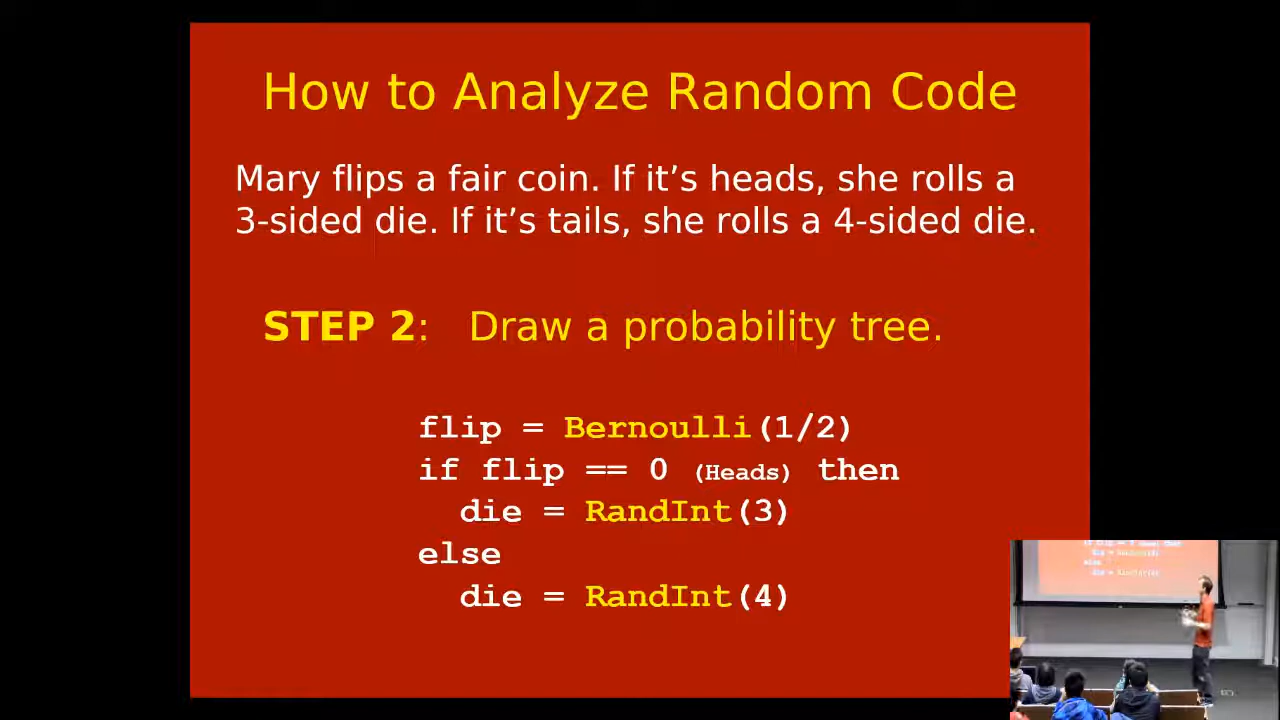 How to Analyze Random Code
Mary flips a fair coin. If it’s heads, she rolls a
3-sided die. If it’s tails, she rolls a 4-sided die.
STEP 2: Draw a probability tree.
flip = Bernoulli(1/2)
if flip == 0 (Heads) then
die = RandInt(3)
else
die = RandInt(4)